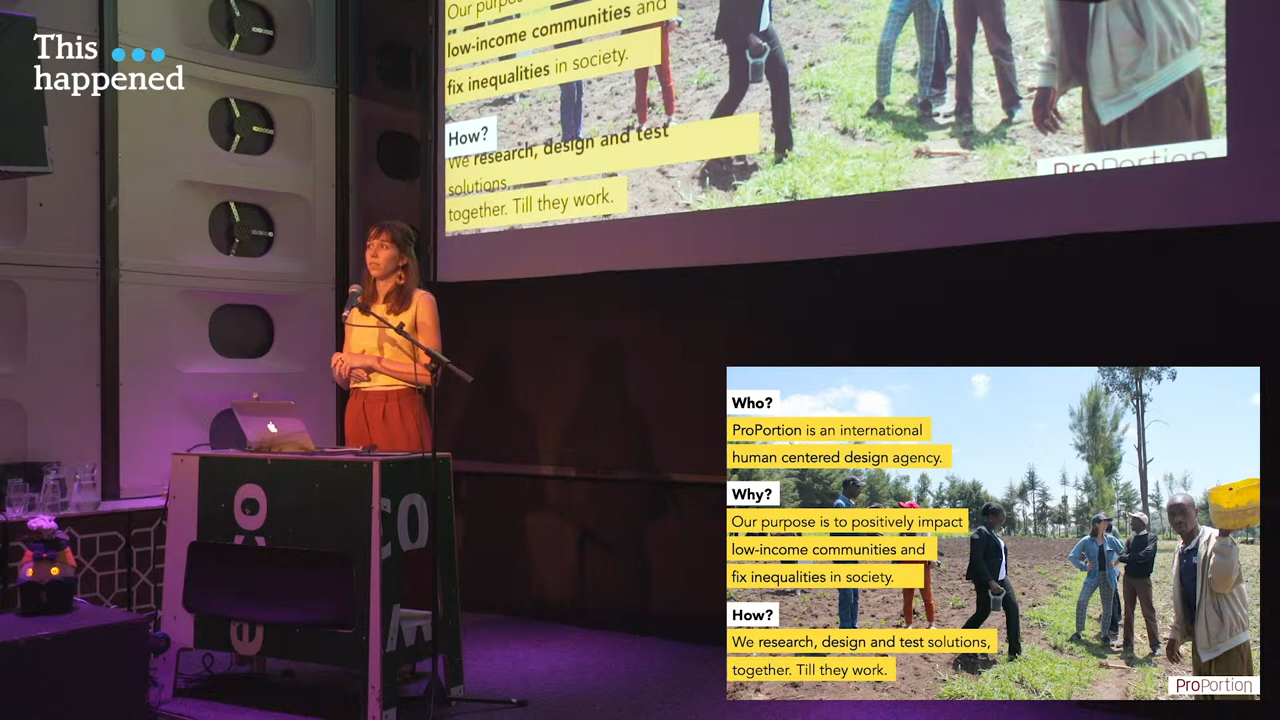 This
happened
Our
low-income communities and
fix inequalities in society.
How?
We research, design and test
solutions,
together. Till they work.
ProPortion
Who?
ProPortion is an international
human centered design agency.
Why?
Our purpose is to positively impact
low-income communities and
fix inequalities in society.
How?
We research, design and test solutions,
together. Till they work.
ProPortion
CO